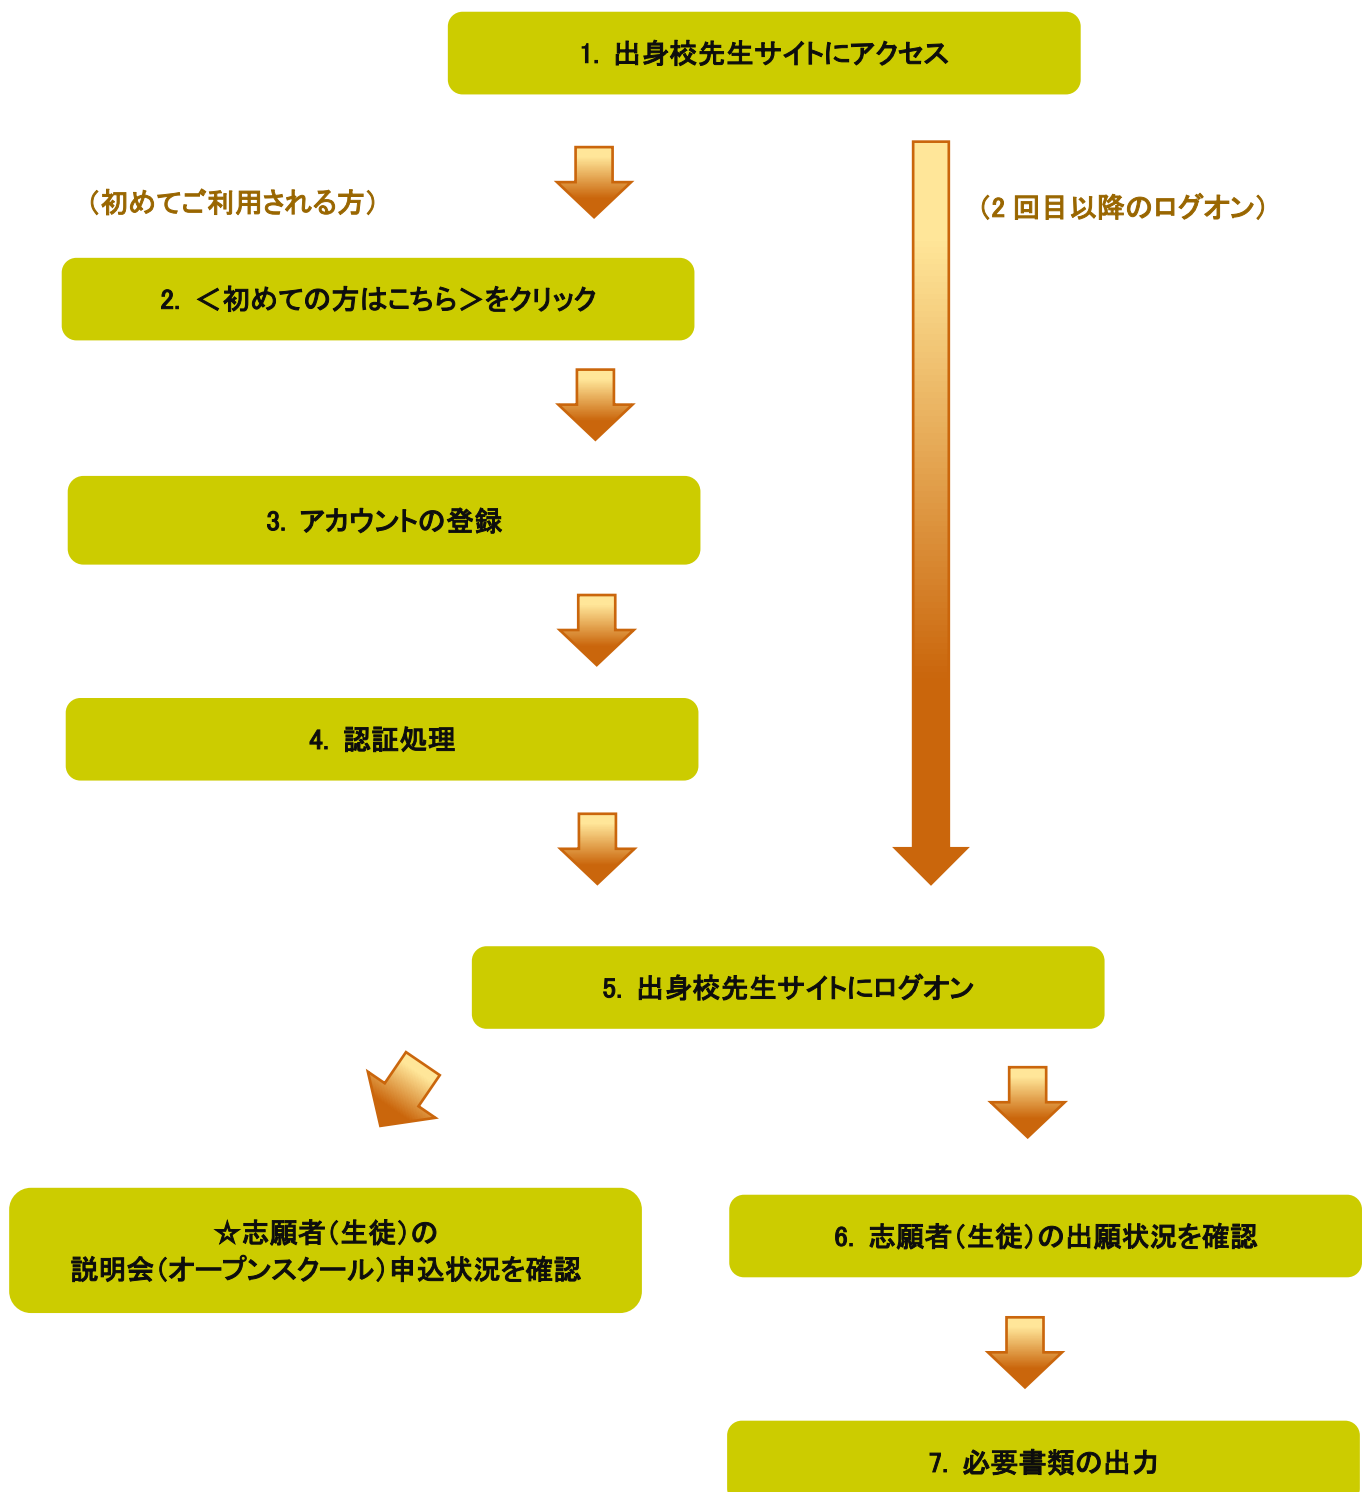 1. 出身校先生サイトにアクセス
（初めてご利用される方）
（2 回目以降のログオン）
2. ＜初めての方はこちら＞をクリック
3. アカウントの登録
4. 認証処理
5. 出身校先生サイトにログオン
☆志願者（生徒）の
説明会（オープンスクール）申込状況を確認
6. 志願者（生徒）の出願状況を確認
7. 必要書類の出力